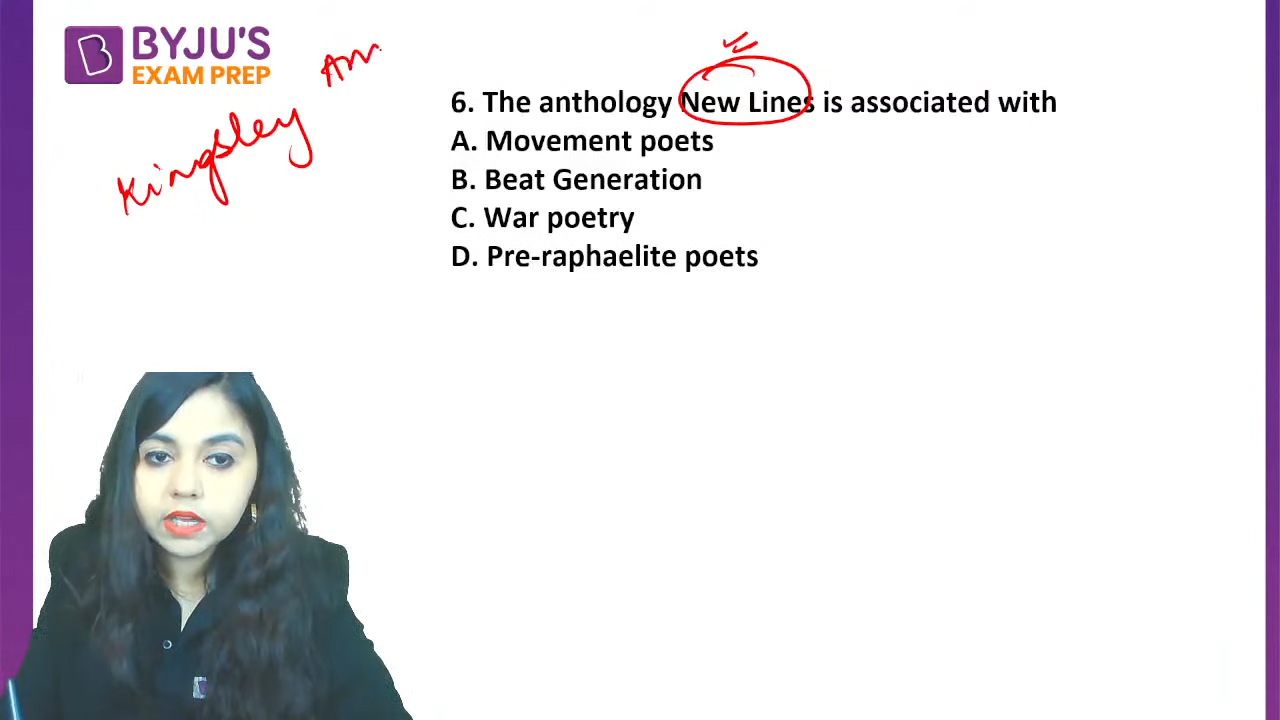 BYJU'S
EXAM PREP
Kingsley Am
6. The anthology New Lines is associated with
A. Movement poets
B. Beat Generation
C. War poetry
D. Pre-raphaelite poets